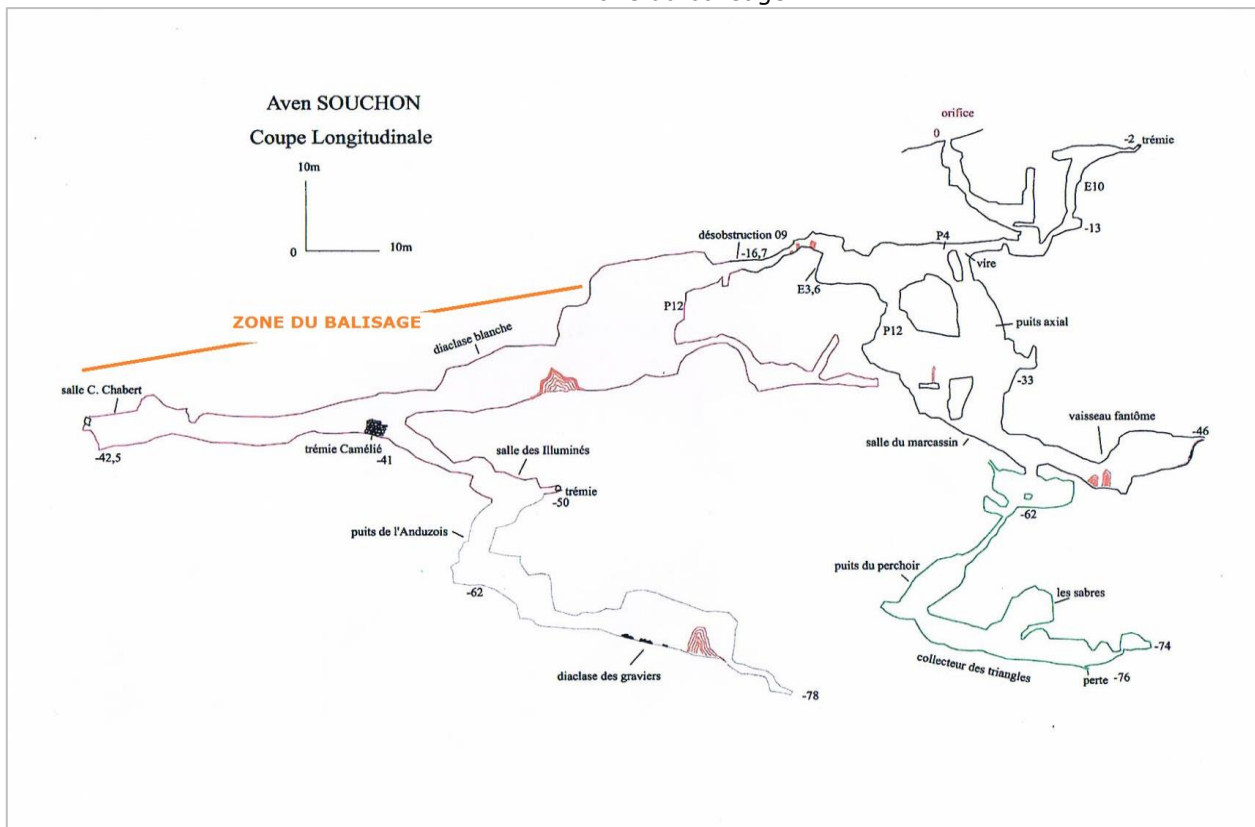 Aven SOUCHON
Coupe Longitudinale
10m
0
10m
orifice
0
-2 trémie
E10
-13
P4
vire
désobstruction 09
-16,7
E3,6
P12
P12
puits axial
-33
ZONE DU BALISAGE
diaclase blanche
salle C. Chabert
-42,5
trémie Camélié
-41
salle des Illuminés
trémie
-50
salle du marcassin
vaisseau fantôme
-46
-62
puits de l'Anduzois
-62
puits du perchoir
les sabres
-74
collecteur des triangles
perte -76
diaclase des graviers
-78